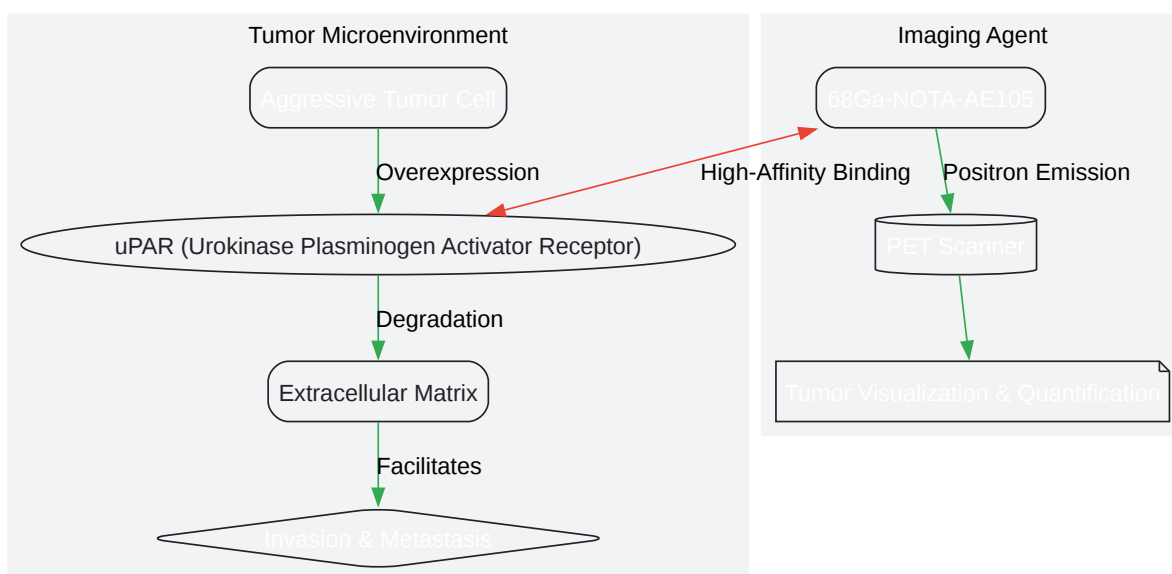 Tumor Microenvironment
Imaging Agent
Aggressive Tumor Cell
68Ga-NOTA-AE105
Overexpression
High-Affinity Binding
Positron Emission
uPAR (Urokinase Plasminogen Activator Receptor)
PET Scanner
Degradation
Extracellular Matrix
Tumor Visualization & Quantification
Facilitates
Invasion & Metastasis